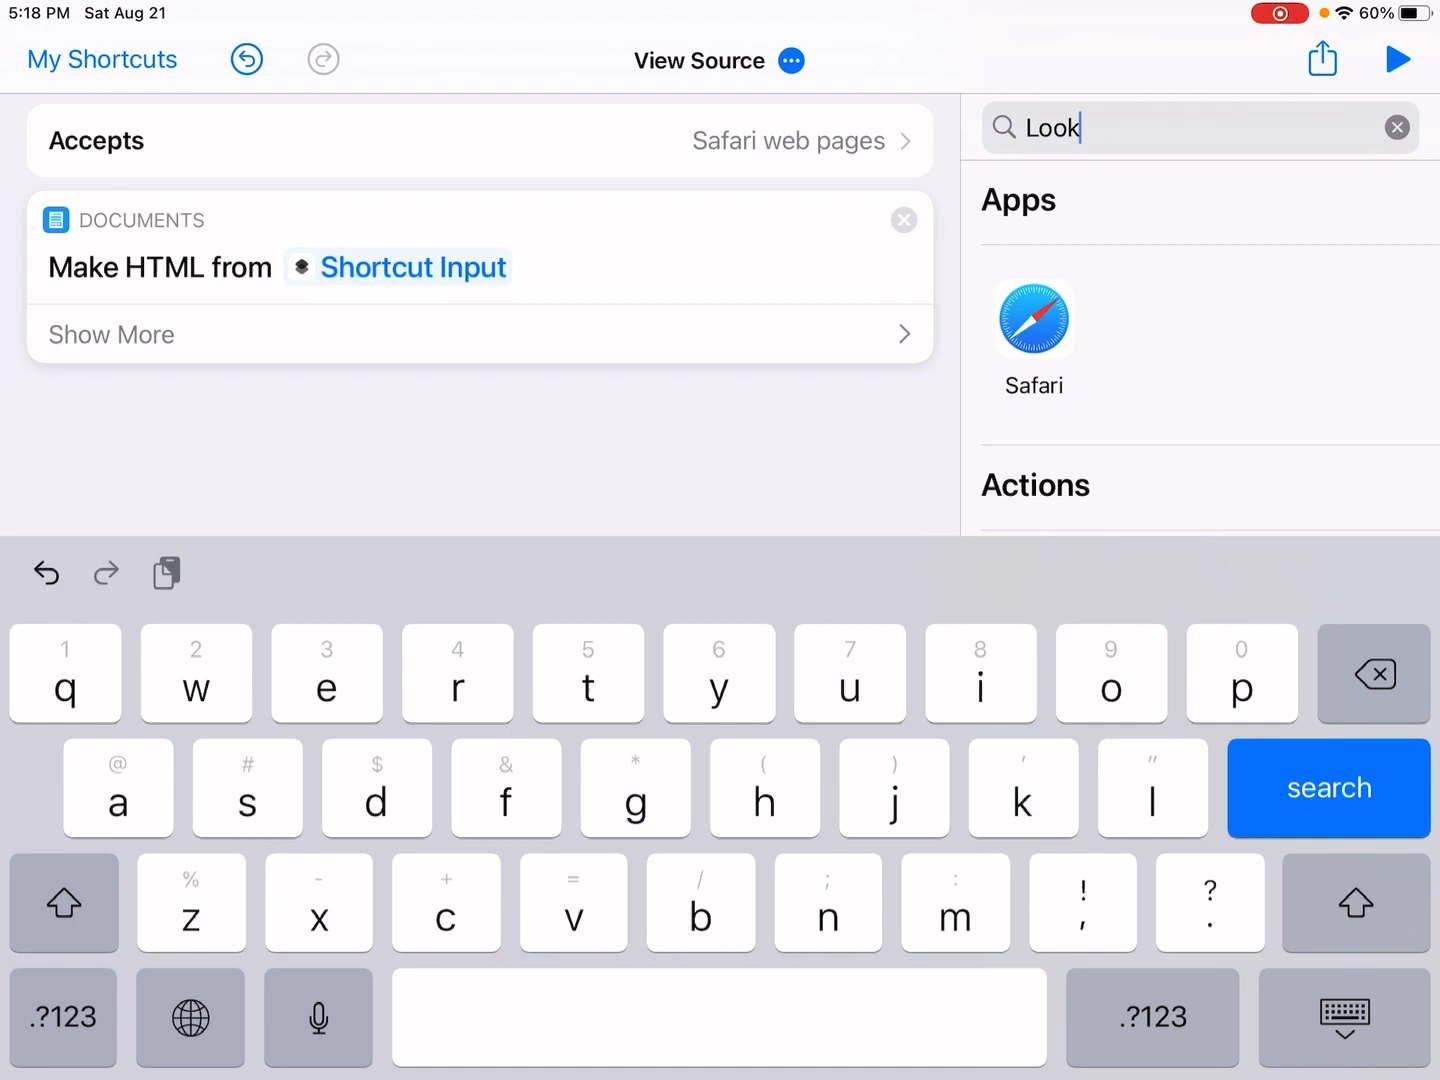 5:18 PM Sat Aug 21
60%
My Shortcuts
View Source
Accepts
Safari web pages
DOCUMENTS
Make HTML from Shortcut Input
Show More
Look
Apps
Safari
Actions
1 2 3 4 5 6 7 8 9 0
q w e r t y u i o p
@ # $ & * ( ) ' "
a s d f g h j k l
search
% - + = / ; : ! ?
z x c v b n m , .
.?123
.?123